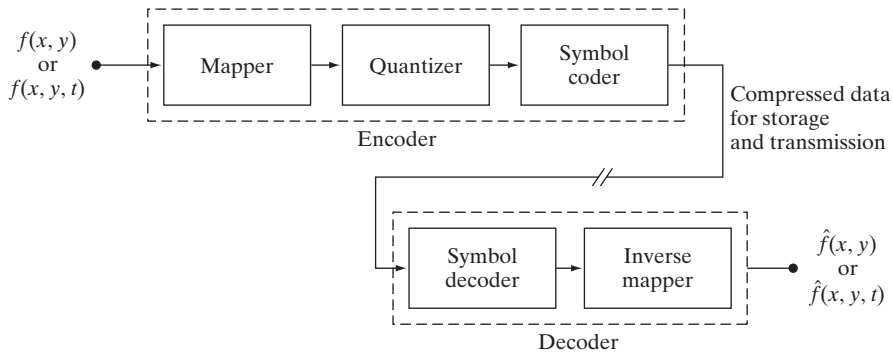 f(x, y)
or
f(x, y, t)
Mapper
Quantizer
Symbol
coder
Encoder
Compressed data
for storage
and transmission
Symbol
decoder
Inverse
mapper
Decoder
f̂(x, y)
or
f̂(x, y, t)